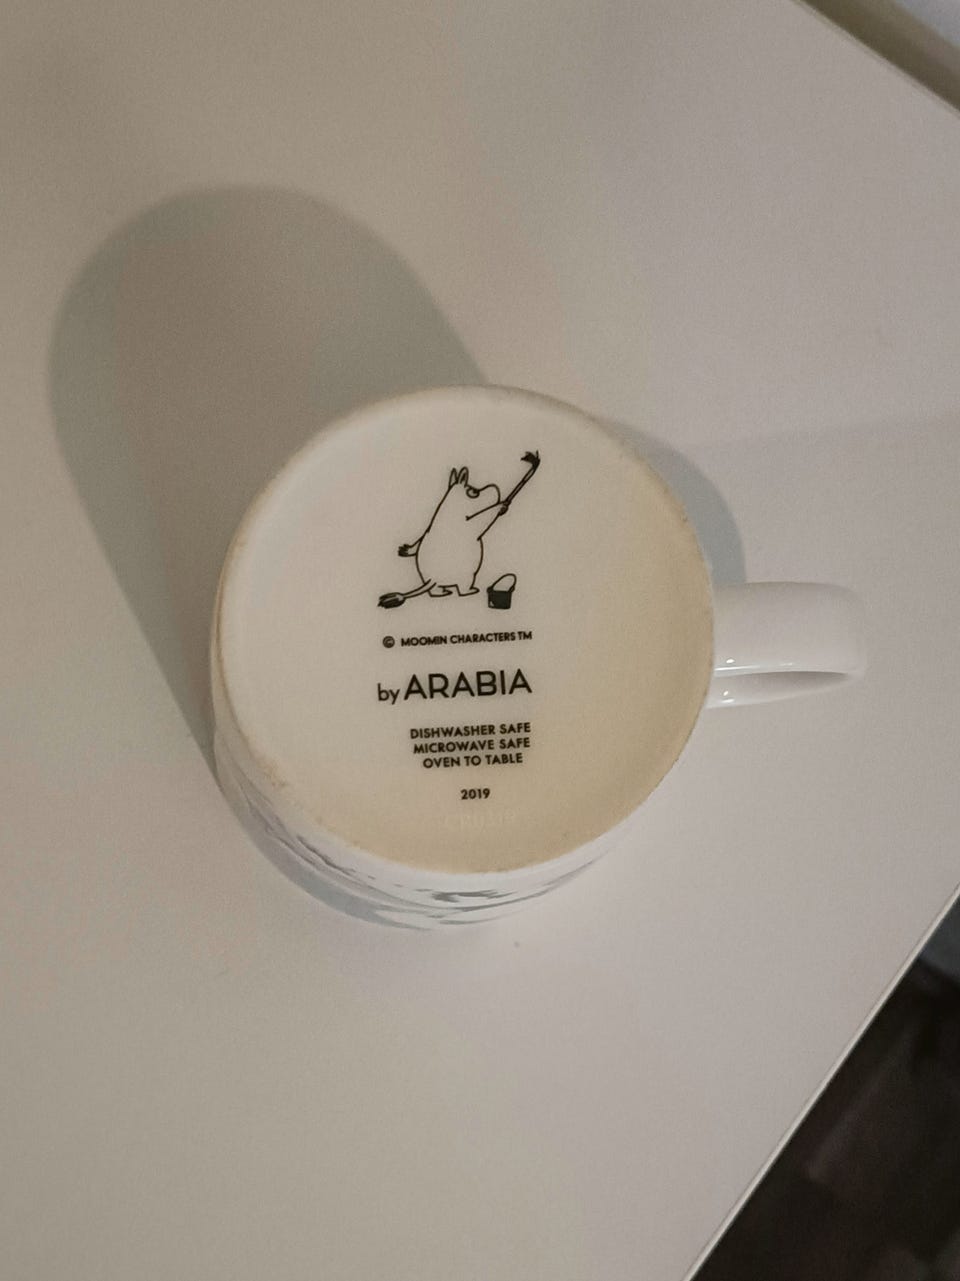 © MOOMIN CHARACTERS TM
by ARABIA
DISHWASHER SAFE
MICROWAVE SAFE
OVEN TO TABLE
2019